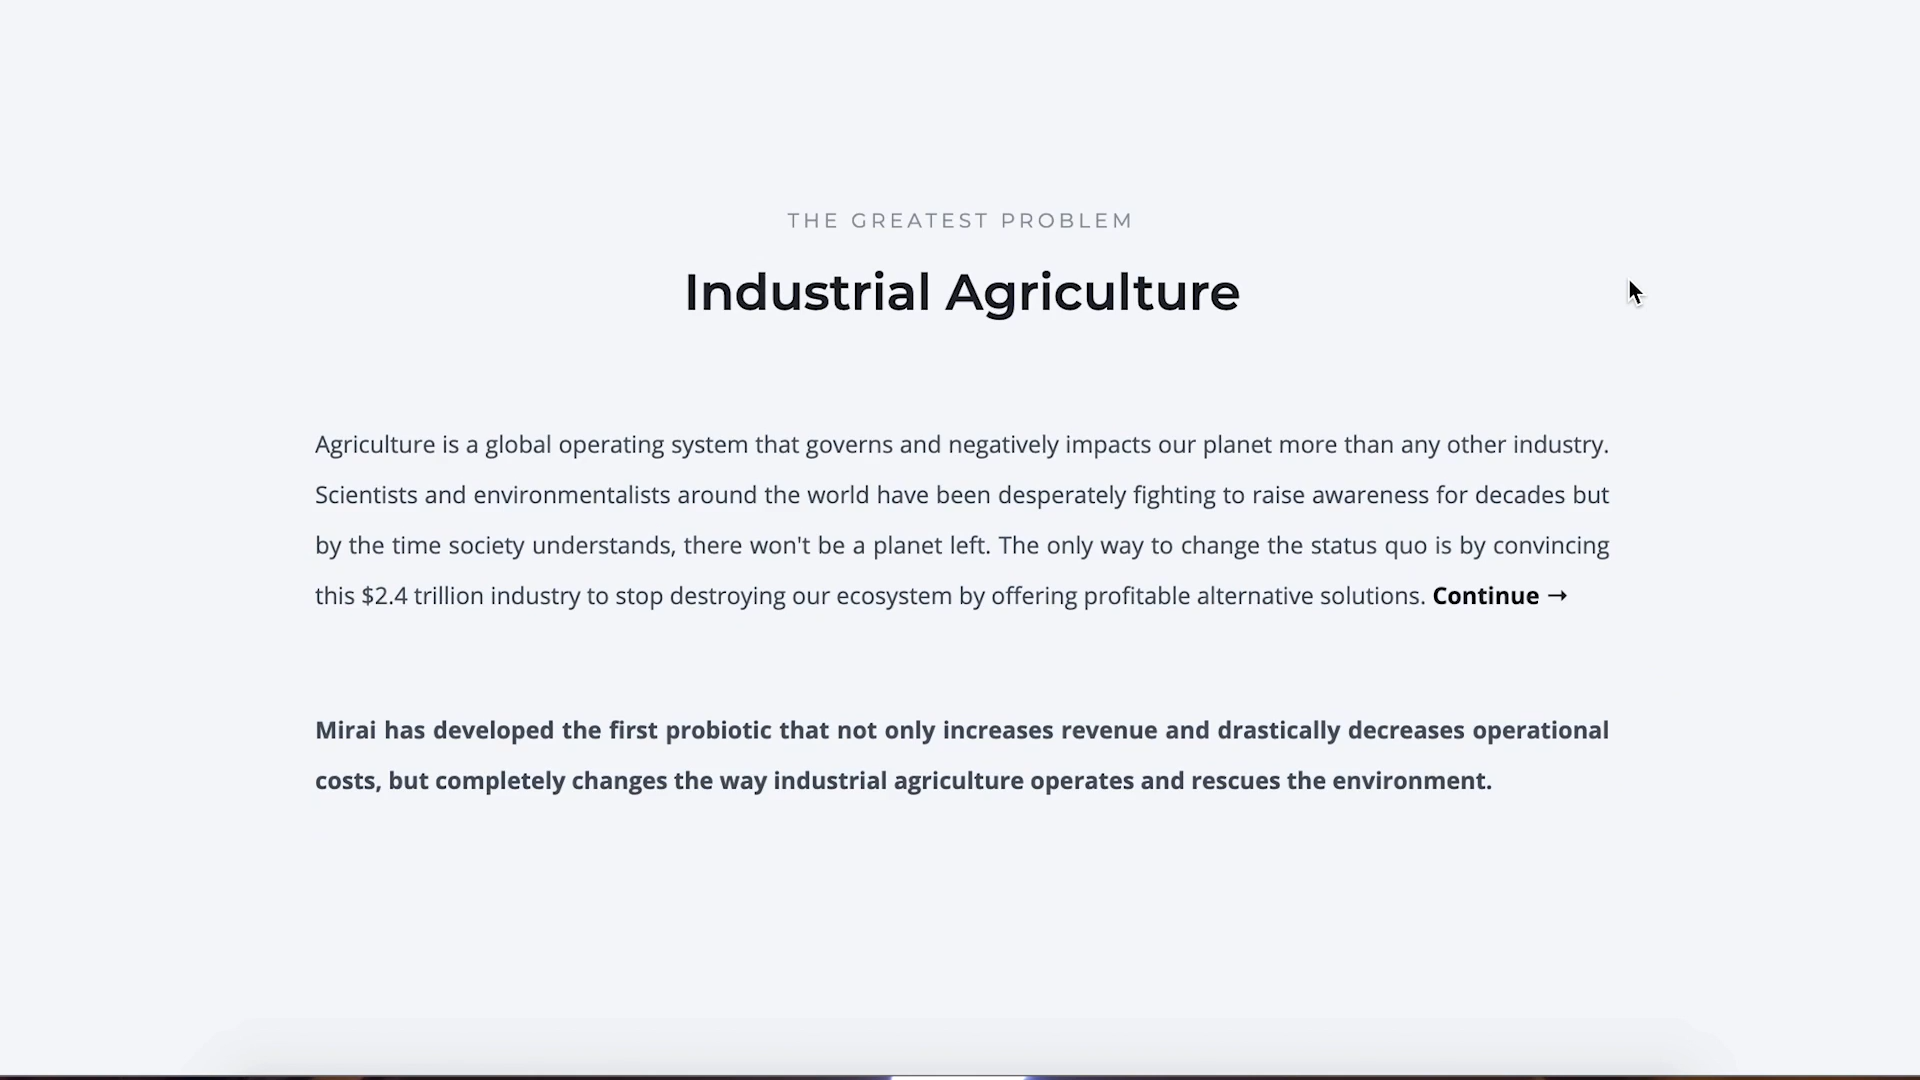 THE GREATEST PROBLEM
Industrial Agriculture
Agriculture is a global operating system that governs and negatively impacts our planet more than any other industry.
Scientists and environmentalists around the world have been desperately fighting to raise awareness for decades but
by the time society understands, there won't be a planet left. The only way to change the status quo is by convincing
this $2.4 trillion industry to stop destroying our ecosystem by offering profitable alternative solutions. Continue →
Mirai has developed the first probiotic that not only increases revenue and drastically decreases operational
costs, but completely changes the way industrial agriculture operates and rescues the environment.